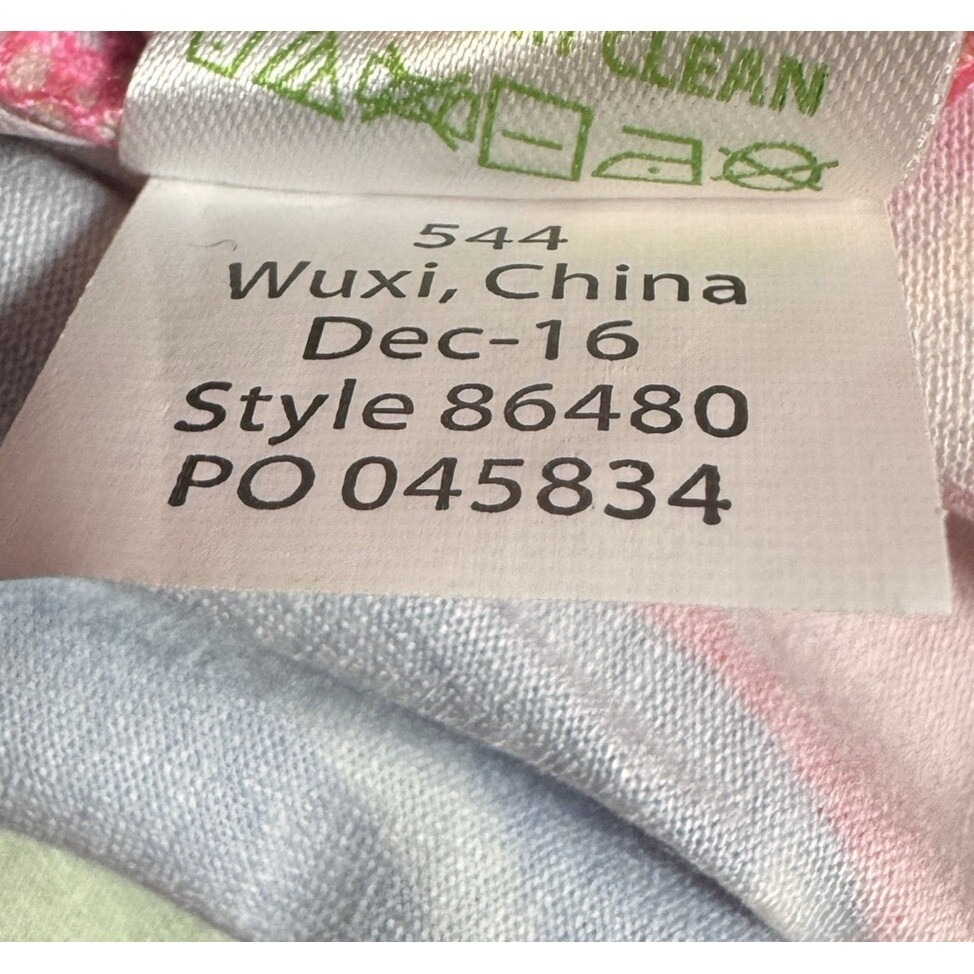 CLEAN
544
Wuxi, China
Dec-16
Style 86480
PO 045834